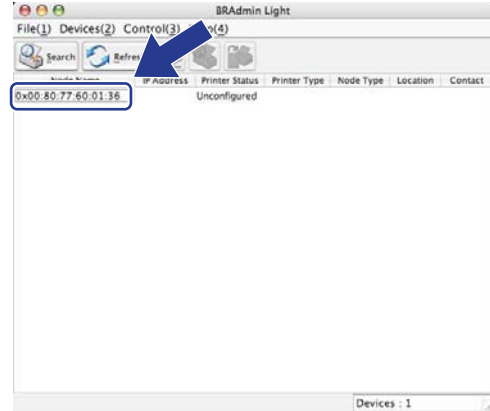 BRAdmin Light
File(1) Devices(2) Control(3)
Search Refres
IP Address Printer Status Printer Type Node Type Location Contact
0x00:80:77:60:01:36 Unconfigured
Devices : 1